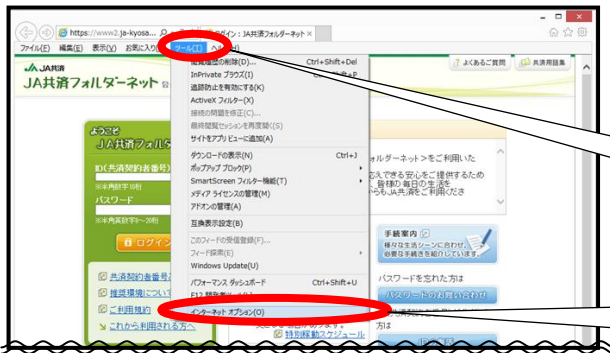 https://www2.ja-kyosa...
ログイン：JA共済フォルダーネット ×
ファイル(F) 編集(E) 表示(V) お気に入り ツール(T)
JA共済
JA共済フォルダーネット
よくあるご質問
共済用語集
の削除(D)... Ctrl+Shift+Del
InPrivate ブラウズ(I)
追跡防止を有効にする(K)
ActiveX フィルター(X)
接続の問題を修正(C)...
最終閲覧セッションを再度開く(S)
サイトをアプリ ビューに追加(A)
ダウンロードの表示(N) Ctrl+J
ポップアップ ブロック(P)
SmartScreen フィルター機能(T)
メディア ライセンスの管理(M)
アドオンの管理(A)
互換表示設定(B)
このフィードの受信登録(F)...
フィード探索(E)
Windows Update(U)
パフォーマンス ダッシュボード Ctrl+Shift+U
F12 開発者ツール(L)
インターネット オプション(O)
ようこそ
JA共済フォルダ
ID(共済契約者番号)
※半角数字10桁
パスワード
※半角英数字8～20桁
ログイン
共済契約者番号
推奨環境につい
ご利用規約
これから利用される方へ
ォルダーネット＞をご利用いた
できる安心をご提供するため
皆様の毎日の生活を
らもJA共済をご利用くださ
手続案内
様々な生活シーンに合わせ、
必要な手続きを紹介しています。
パスワードを忘れた方は
パスワードのお問い合わせ
方は
特別稼動スケジュール